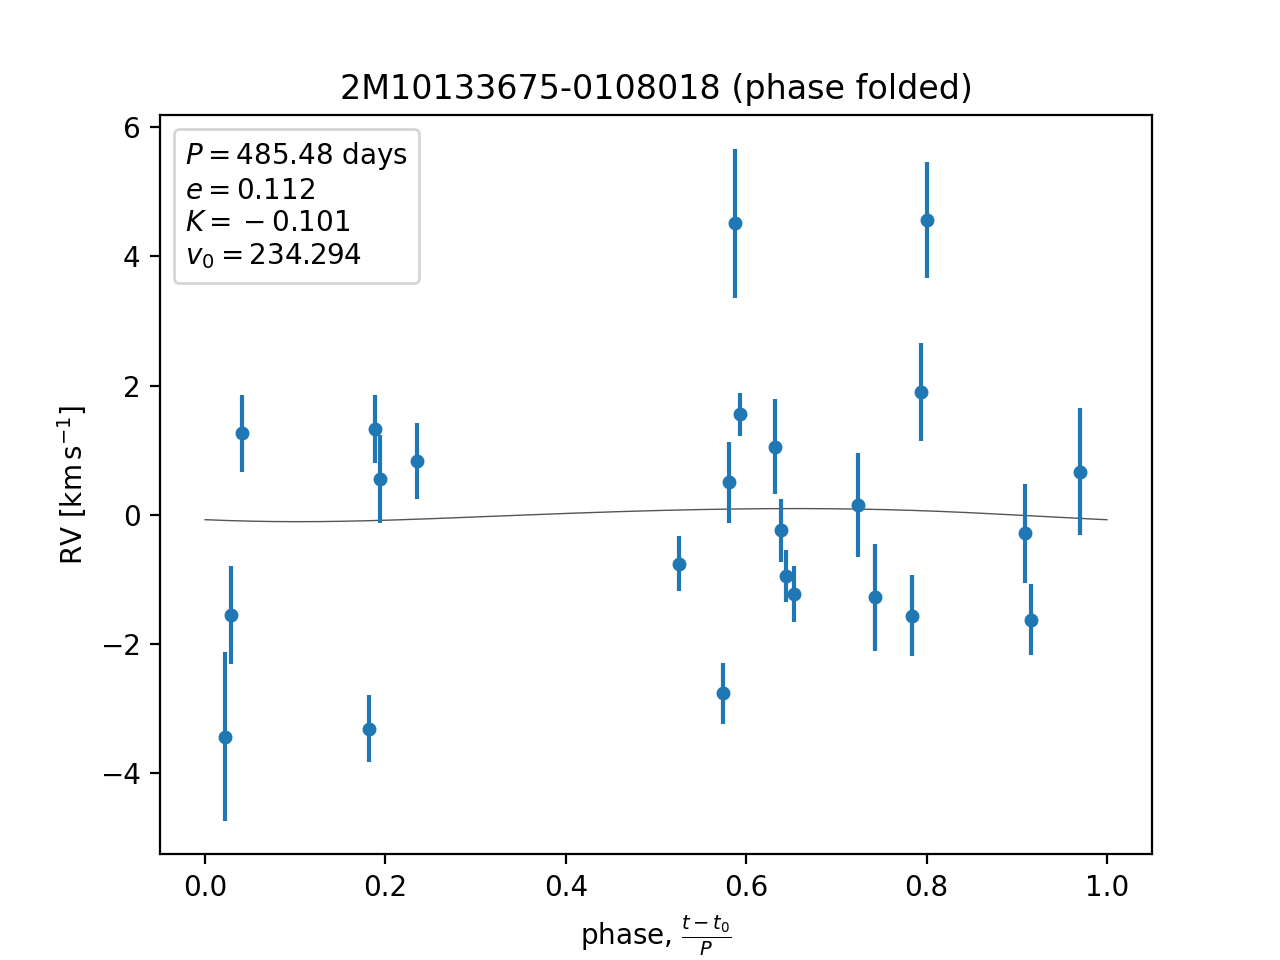 2M10133675-0108018 (phase folded)
P = 485.48 days
e = 0.112
K = −0.101
v₀ = 234.294
6
4
2
0
−2
−4
RV [km s⁻¹]
0.0 0.2 0.4 0.6 0.8 1.0
phase, (t − t₀)/P